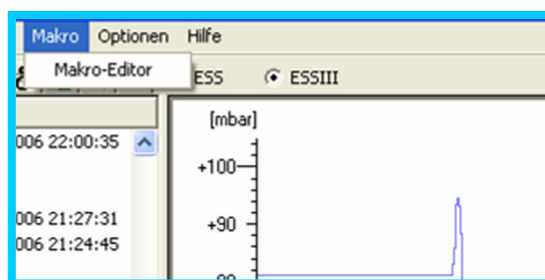 Makro Optionen Hilfe
Makro-Editor
ESS ESSIII
[mbar]
006 22:00:35
+100
006 21:27:31
+90
006 21:24:45